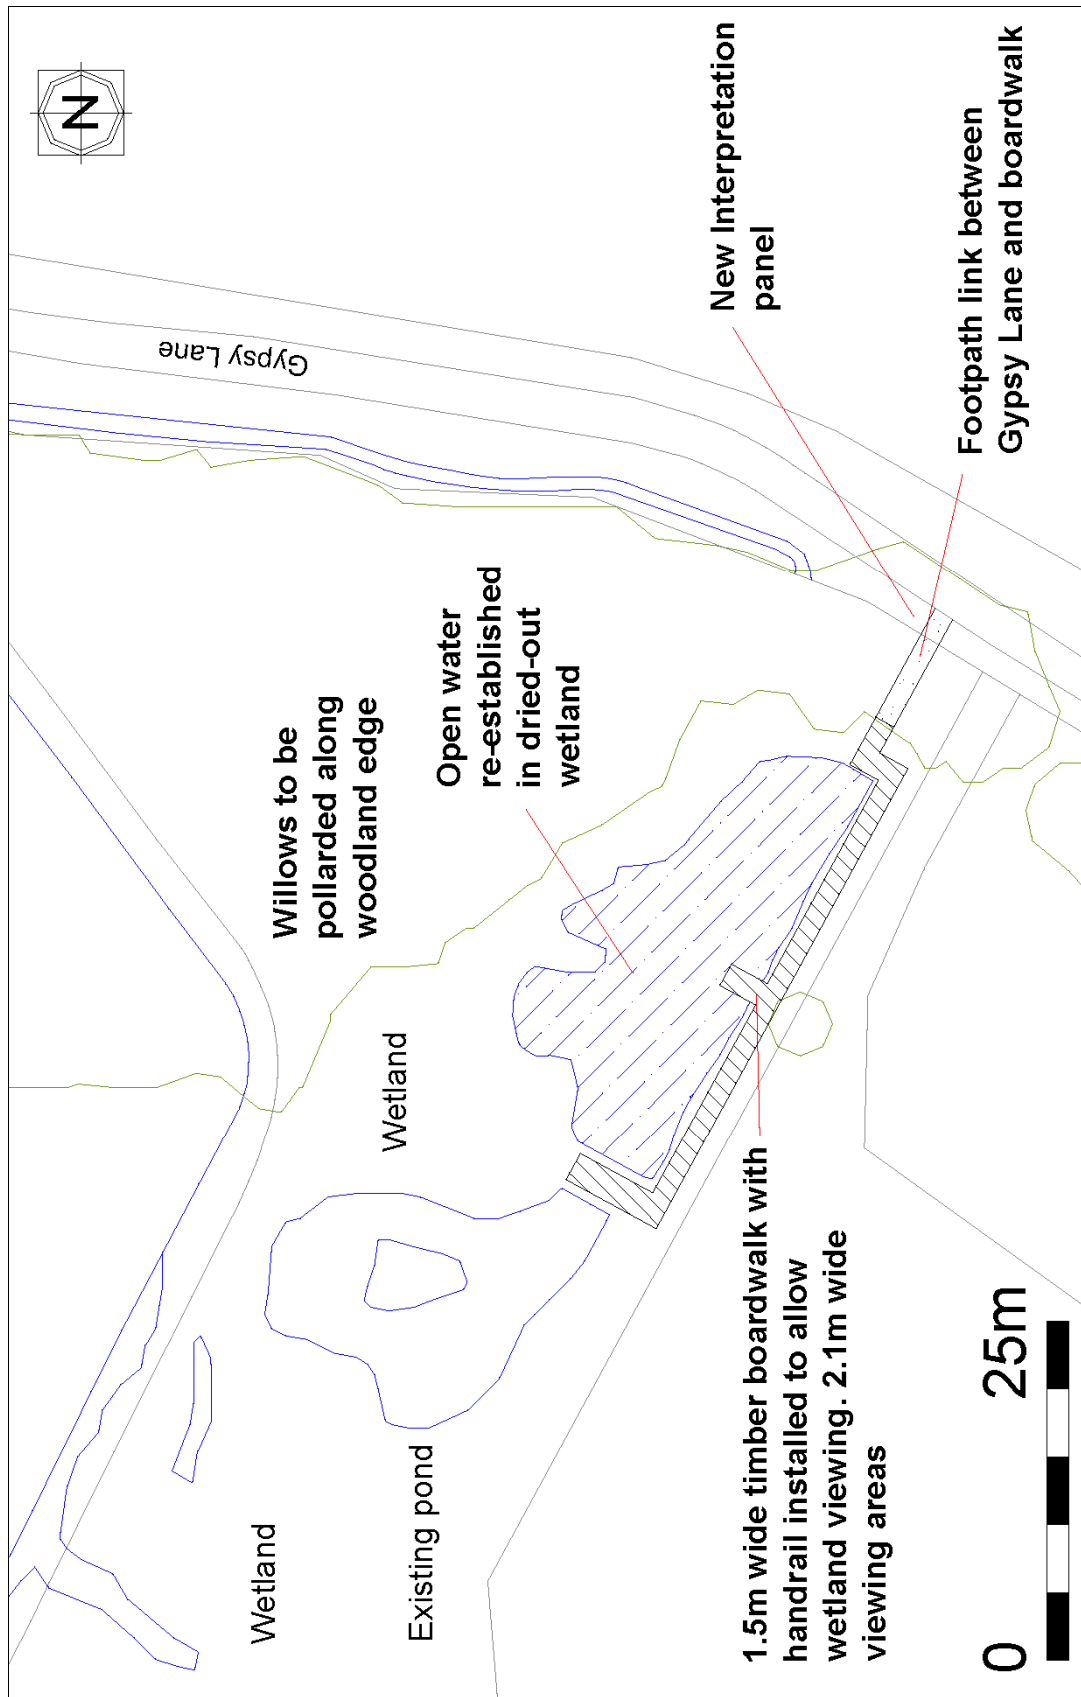 N
Gypsy Lane
New Interpretation
panel
Footpath link between
Gypsy Lane and boardwalk
Willows to be
pollarded along
woodland edge
Open water
re-established
in dried-out
wetland
Wetland
Wetland
Existing pond
1.5m wide timber boardwalk with
handrail installed to allow
wetland viewing. 2.1m wide
viewing areas
0 25m